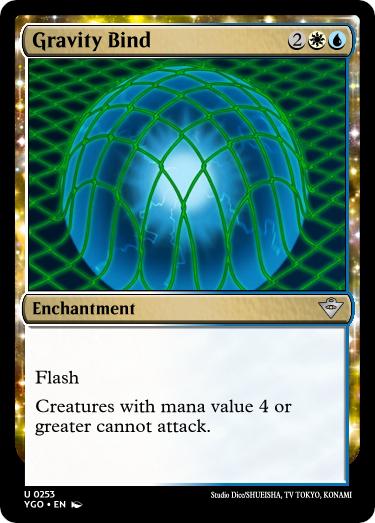 Gravity Bind 2
Enchantment
Flash
Creatures with mana value 4 or
greater cannot attack.
U 0253
YGO • EN
Studio Dice/SHUEISHA, TV TOKYO, KONAMI